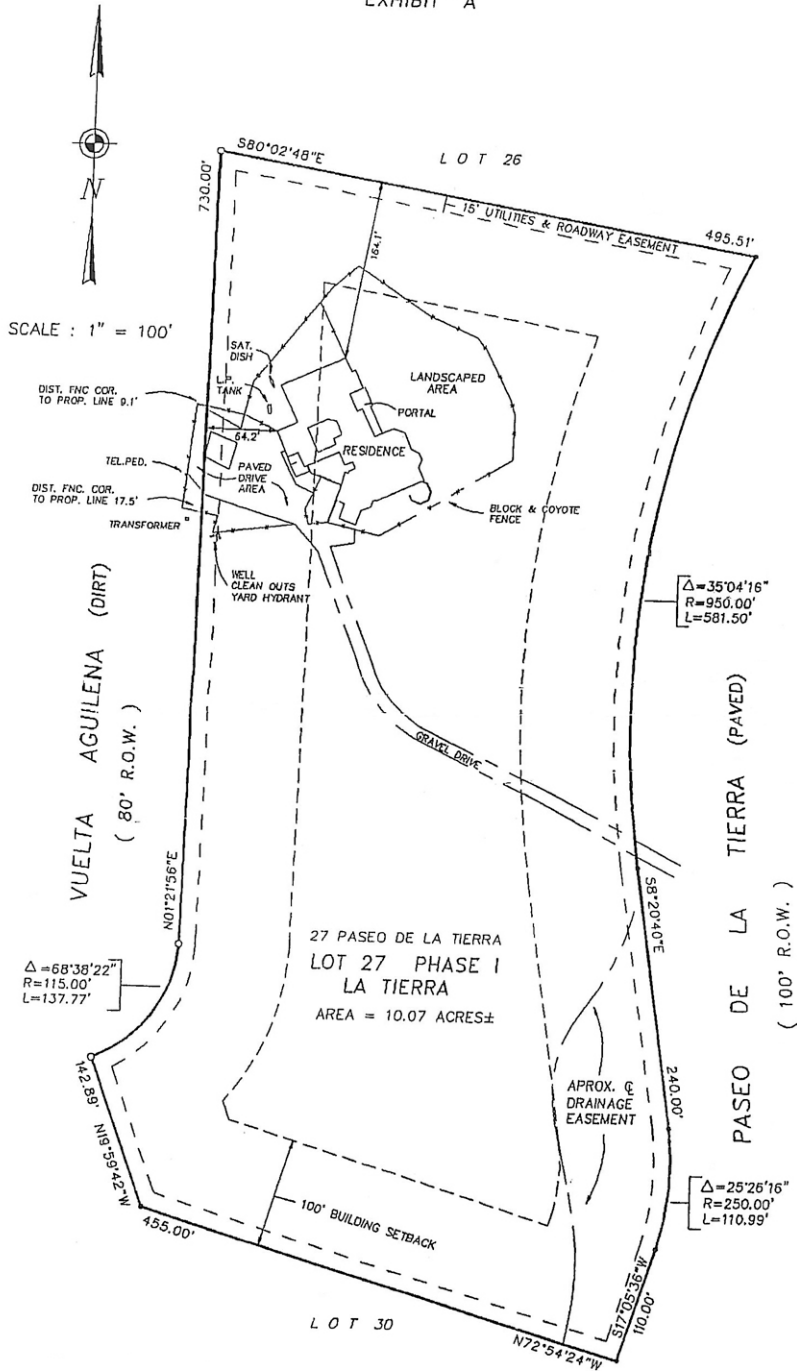 EXHIBIT "A"
N
SCALE : 1" = 100'
S80°02'48"E
LOT 26
730.00'
15' UTILITIES & ROADWAY EASEMENT
495.51'
164.1'
SAT.
DISH
L.P.
TANK
LANDSCAPED
AREA
PORTAL
DIST. FNC COR.
TO PROP. LINE 9.1'
64.2'
RESIDENCE
TEL.PED.
PAVED
DRIVE
AREA
DIST. FNC. COR.
TO PROP. LINE 17.5'
BLOCK & COYOTE
FENCE
TRANSFORMER
WELL
CLEAN OUTS
YARD HYDRANT
Δ=35°04'16"
R=950.00'
L=581.50'
VUELTA AGUILENA (DIRT)
( 80' R.O.W. )
GRAVEL DRIVE
PASEO DE LA TIERRA (PAVED)
( 100' R.O.W. )
N01°21'56"E
S8°20'40"E
27 PASEO DE LA TIERRA
LOT 27 PHASE I
LA TIERRA
AREA = 10.07 ACRES±
Δ=68°38'22"
R=115.00'
L=137.77'
142.89'
N19°59'42"W
240.00'
APROX. ℄
DRAINAGE
EASEMENT
Δ=25°26'16"
R=250.00'
L=110.99'
455.00'
100' BUILDING SETBACK
S17°05'36"W
110.00'
LOT 30
N72°54'24"W